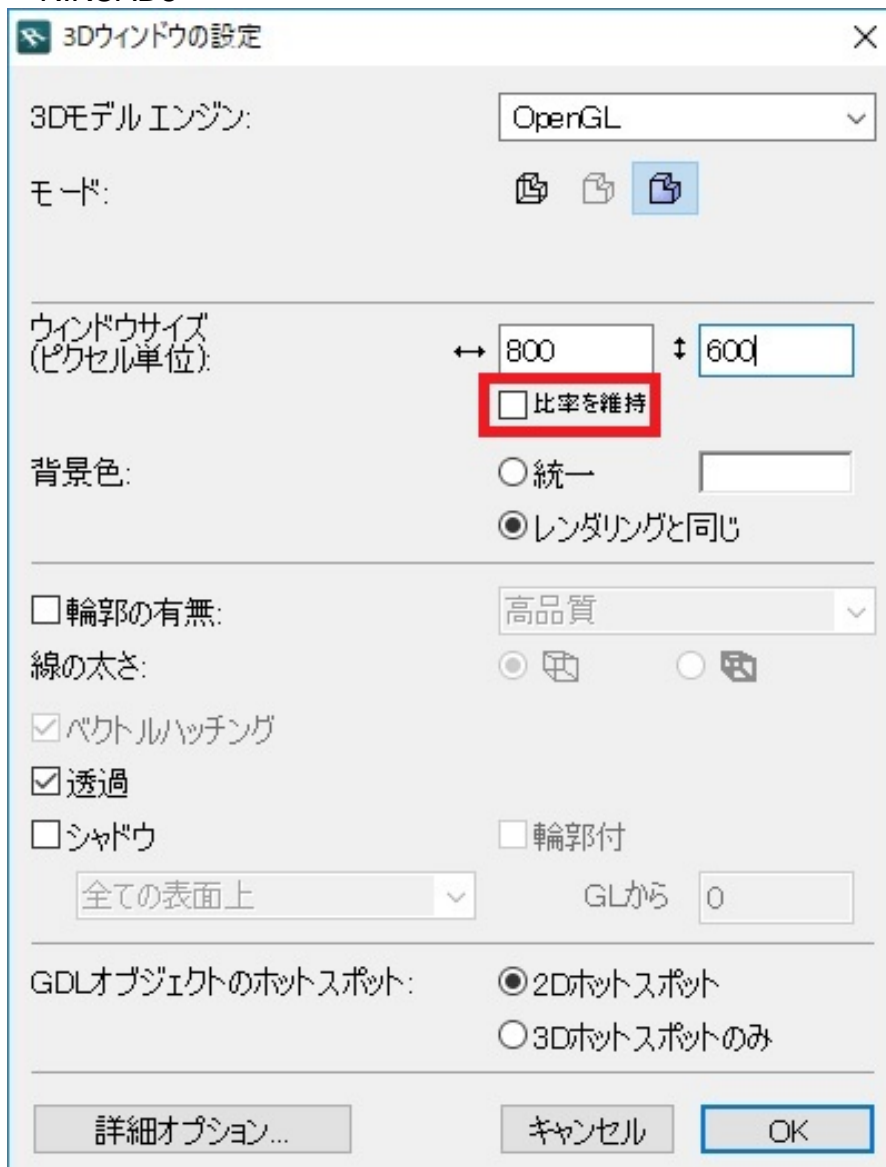 3Dウィンドウの設定
3Dモデル エンジン: OpenGL
モード:
ウィンドウサイズ
(ピクセル単位): 800 600
比率を維持
背景色: 統一
レンダリングと同じ
輪郭の有無: 高品質
線の太さ:
ベクトルハッチング
透過
シャドウ 輪郭付
全ての表面上 GLから 0
GDLオブジェクトのホットスポット: 2Dホットスポット
3Dホットスポットのみ
詳細オプション... キャンセル OK